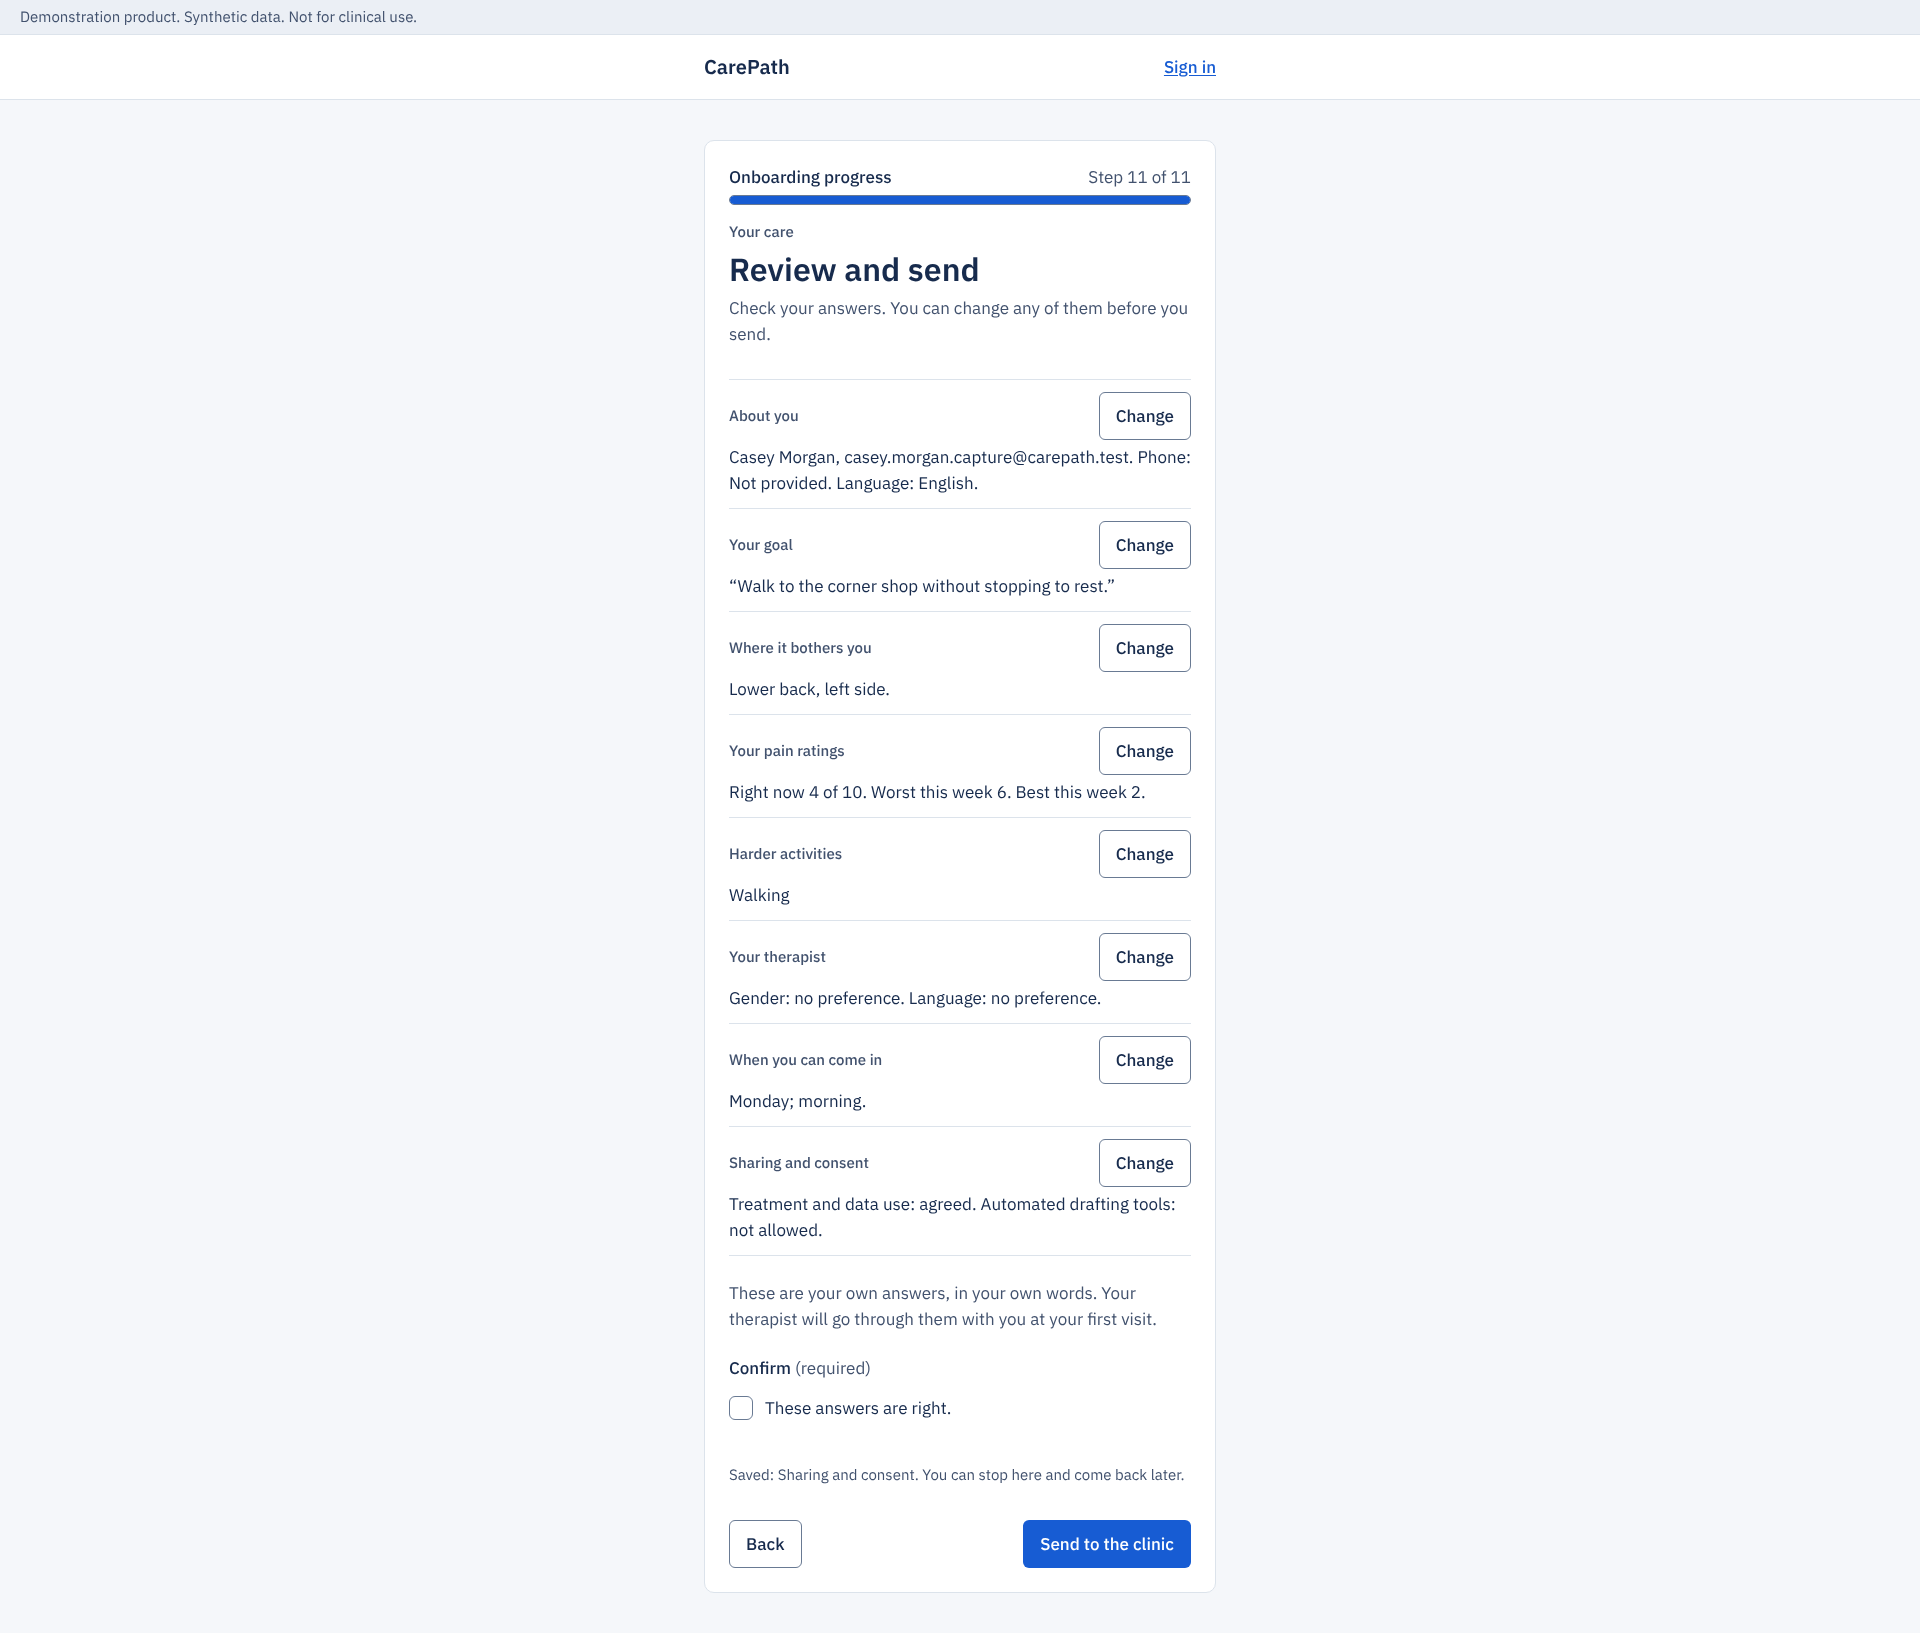 Demonstration product. Synthetic data. Not for clinical use.
CarePath
Sign in
Onboarding progress
Step 11 of 11
Your care
Review and send
Check your answers. You can change any of them before you
send.
About you
Change
Casey Morgan, casey.morgan.capture@carepath.test. Phone:
Not provided. Language: English.
Your goal
Change
“Walk to the corner shop without stopping to rest.”
Where it bothers you
Change
Lower back, left side.
Your pain ratings
Change
Right now 4 of 10. Worst this week 6. Best this week 2.
Harder activities
Change
Walking
Your therapist
Change
Gender: no preference. Language: no preference.
When you can come in
Change
Monday; morning.
Sharing and consent
Change
Treatment and data use: agreed. Automated drafting tools:
not allowed.
These are your own answers, in your own words. Your
therapist will go through them with you at your first visit.
Confirm (required)
These answers are right.
Saved: Sharing and consent. You can stop here and come back later.
Back
Send to the clinic